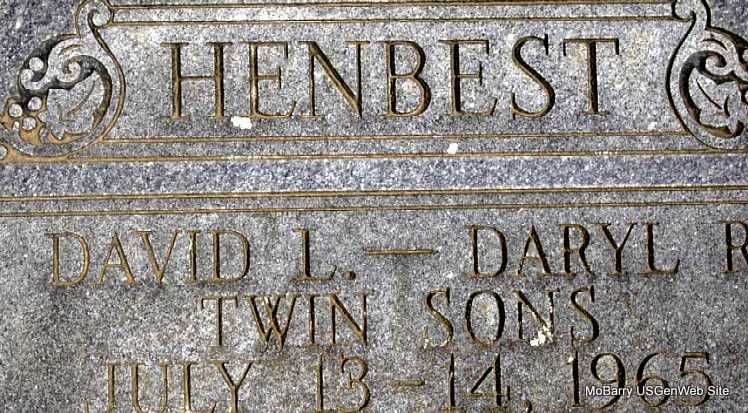 HENBEST
DAVID L. — DARYL R
TWIN SONS
JULY 13-14, 1965
MoBarry USGenWeb Site